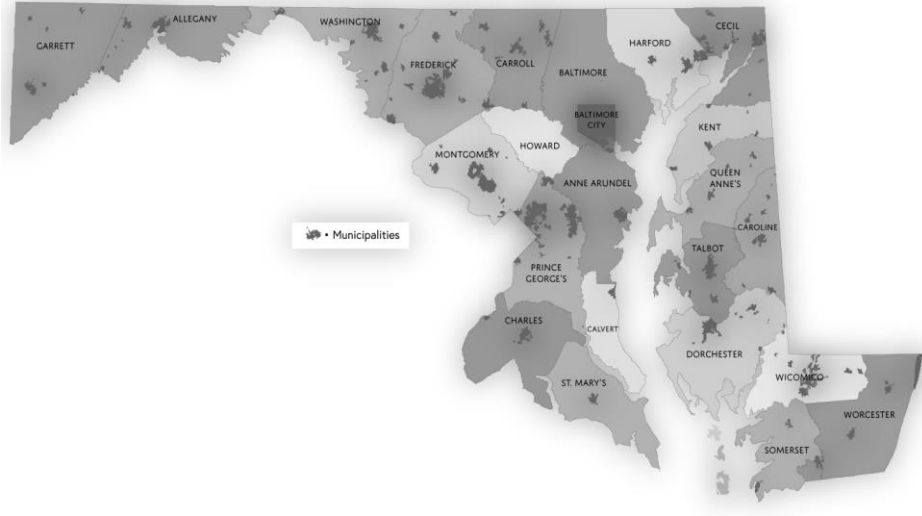 ALLEGANY
WASHINGTON
GARRETT
FREDERICK
CARROLL
BALTIMORE
HARFORD
CECIL
BALTIMORE
CITY
KENT
MONTGOMERY
HOWARD
ANNE ARUNDEL
QUEEN
ANNE'S
• Municipalities
CAROLINE
TALBOT
PRINCE
GEORGE'S
CHARLES
CALVERT
DORCHESTER
ST. MARY'S
WICOMICO
WORCESTER
SOMERSET